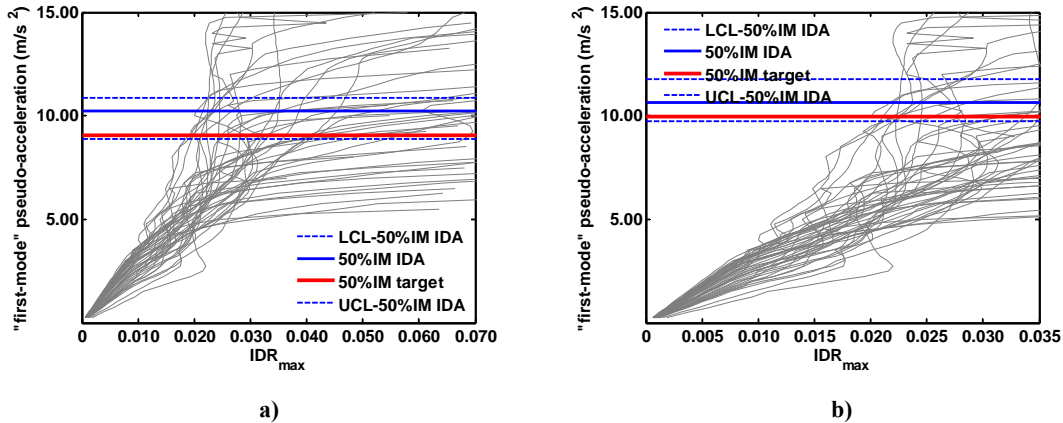 15.00
10.00
5.00
"first-mode" pseudo-acceleration (m/s 2)
LCL-50%IM IDA
50%IM IDA
50%IM target
UCL-50%IM IDA
0 0.010 0.020 0.030 0.040 0.050 0.060 0.070
IDRmax
a)
15.00
10.00
5.00
"first-mode" pseudo-acceleration (m/s 2)
LCL-50%IM IDA
50%IM IDA
50%IM target
UCL-50%IM IDA
0 0.005 0.010 0.015 0.020 0.025 0.030 0.035
IDRmax
b)